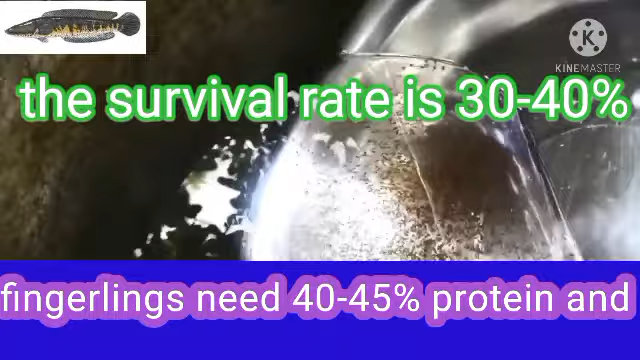 KINEMASTER
the survival rate is 30-40%
fingerlings need 40-45% protein and